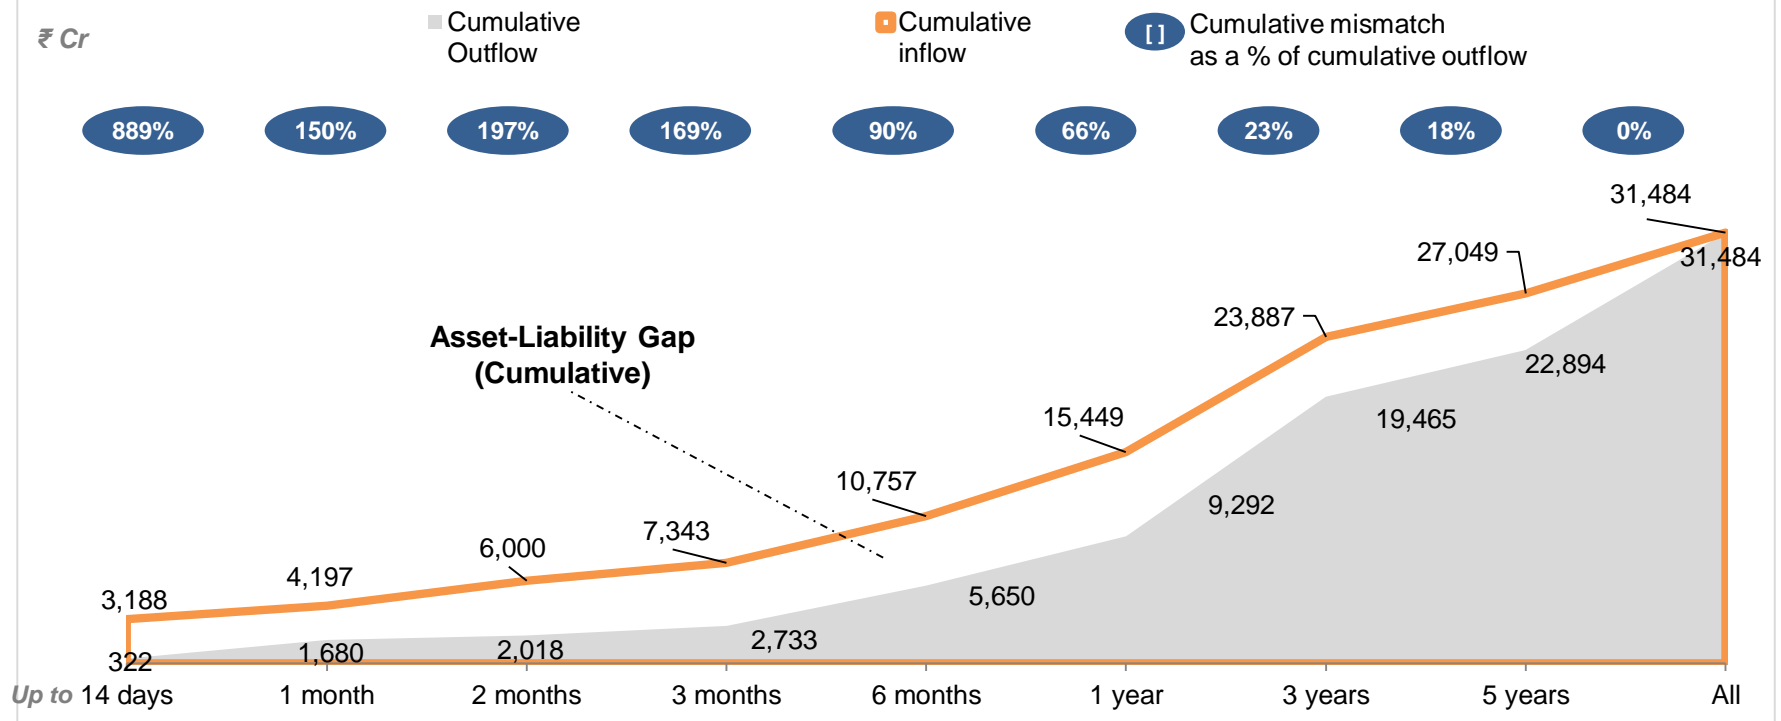 ₹ Cr
Cumulative
Outflow
Cumulative
inflow
[ ]
Cumulative mismatch
as a % of cumulative outflow
889%
150%
197%
169%
90%
66%
23%
18%
0%
31,484
31,484
27,049
23,887
22,894
Asset-Liability Gap
(Cumulative)
15,449
19,465
10,757
9,292
7,343
6,000
4,197
3,188
5,650
2,733
2,018
1,680
322
Up to
14 days
1 month
2 months
3 months
6 months
1 year
3 years
5 years
All